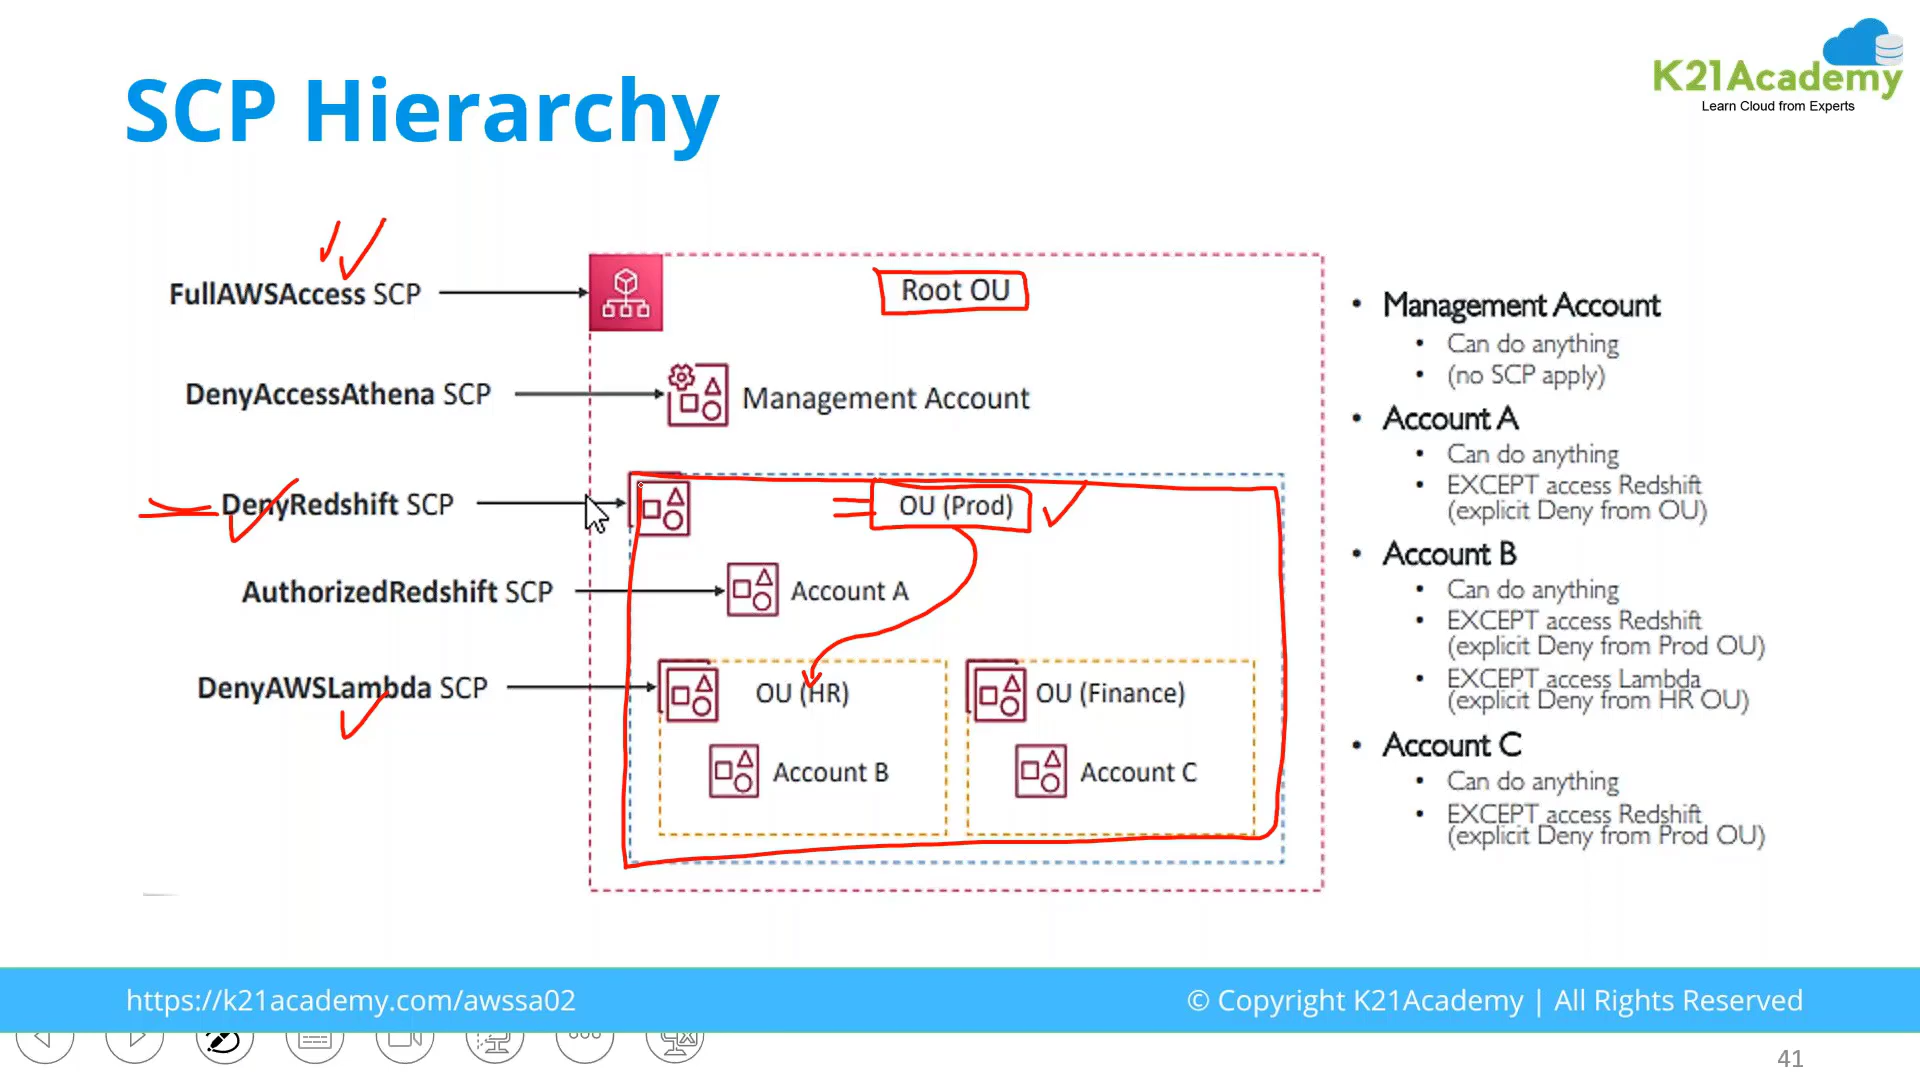 SCP Hierarchy
K21Academy
Learn Cloud from Experts
FullAWSAccess SCP
Root OU
DenyAccessAthena SCP
Management Account
DenyRedshift SCP
OU (Prod)
AuthorizedRedshift SCP
Account A
DenyAWSLambda SCP
OU (HR)
OU (Finance)
Account B
Account C
• Management Account
• Can do anything
• (no SCP apply)
• Account A
• Can do anything
• EXCEPT access Redshift
(explicit Deny from OU)
• Account B
• Can do anything
• EXCEPT access Redshift
(explicit Deny from Prod OU)
• EXCEPT access Lambda
(explicit Deny from HR OU)
• Account C
• Can do anything
• EXCEPT access Redshift
(explicit Deny from Prod OU)
https://k21academy.com/awssa02
© Copyright K21Academy | All Rights Reserved
41